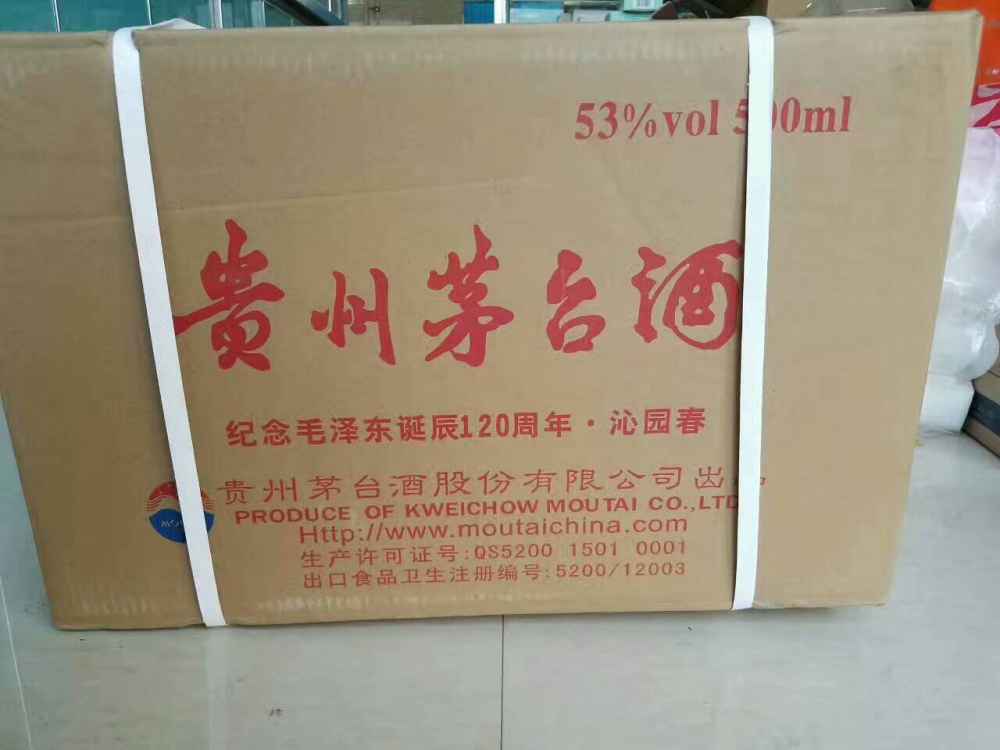 53%vol 500ml
贵州茅台酒
纪念毛泽东诞辰120周年·沁园春
贵州茅台酒股份有限公司出品
PRODUCE OF KWEICHOW MOUTAI CO.,LTD
Http://www.moutaichina.com
生产许可证号:QS5200 1501 0001
出口食品卫生注册编号:5200/12003